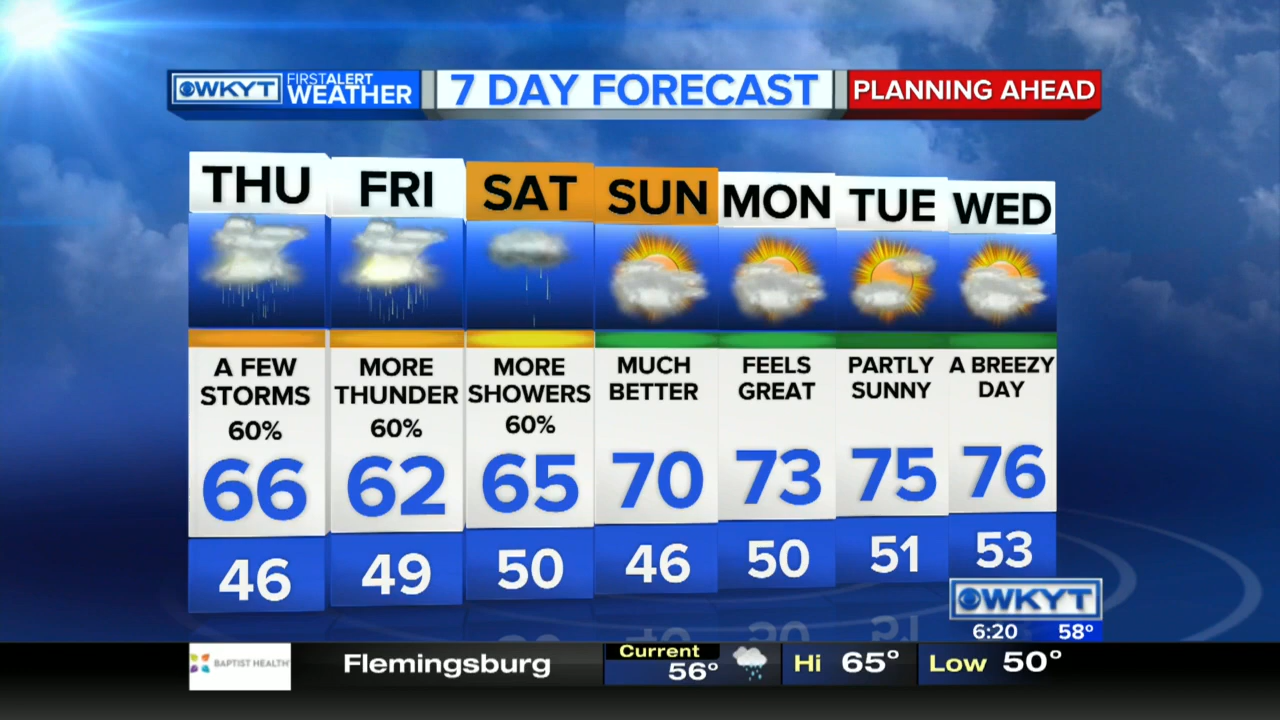 WKYT FIRST ALERT WEATHER
7 DAY FORECAST
PLANNING AHEAD
THU
FRI
SAT
SUN
MON
TUE
WED
A FEW
STORMS
60%
66
46
MORE
THUNDER
60%
62
49
MORE
SHOWERS
60%
65
50
MUCH
BETTER
70
46
FEELS
GREAT
73
50
PARTLY
SUNNY
75
51
A BREEZY
DAY
76
53
WKYT
6:20 58°
BAPTIST HEALTH
Flemingsburg
Current
56°
Hi 65°
Low 50°